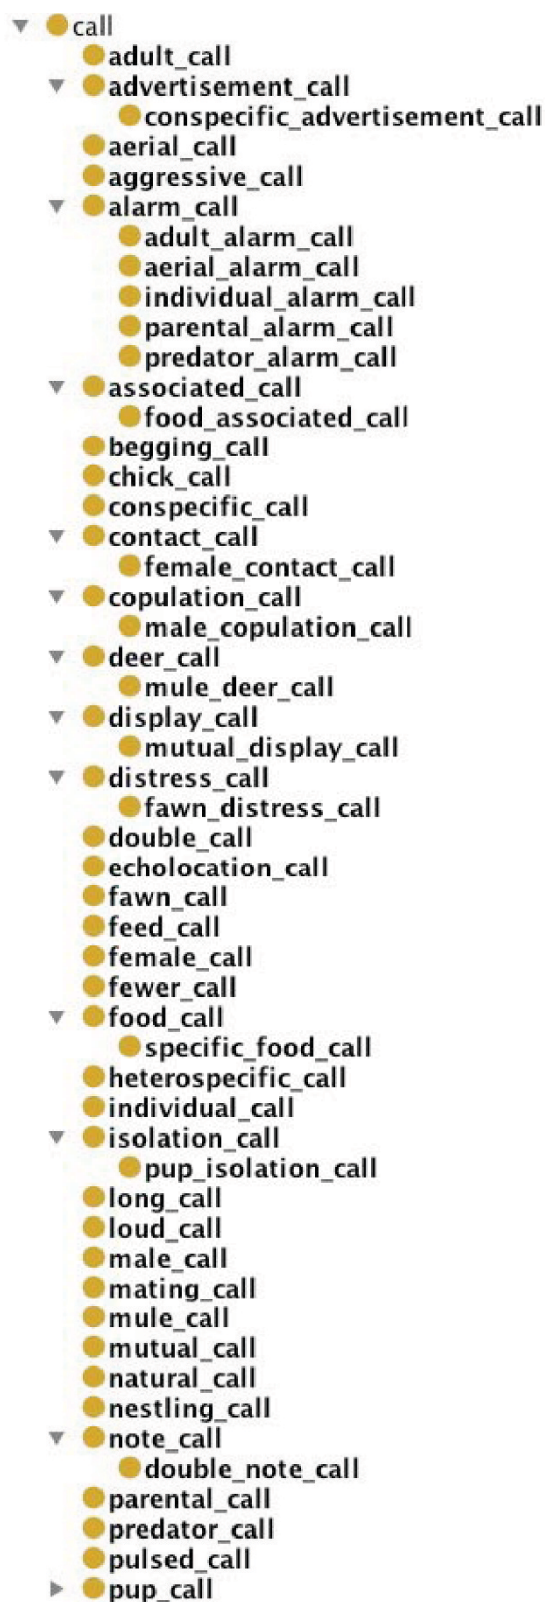 call
adult_call
advertisement_call
conspecific_advertisement_call
aerial_call
aggressive_call
alarm_call
adult_alarm_call
aerial_alarm_call
individual_alarm_call
parental_alarm_call
predator_alarm_call
associated_call
food_associated_call
begging_call
chick_call
conspecific_call
contact_call
female_contact_call
copulation_call
male_copulation_call
deer_call
mule_deer_call
display_call
mutual_display_call
distress_call
fawn_distress_call
double_call
echolocation_call
fawn_call
feed_call
female_call
fewer_call
food_call
specific_food_call
heterospecific_call
individual_call
isolation_call
pup_isolation_call
long_call
loud_call
male_call
mating_call
mule_call
mutual_call
natural_call
nestling_call
note_call
double_note_call
parental_call
predator_call
pulsed_call
pup_call